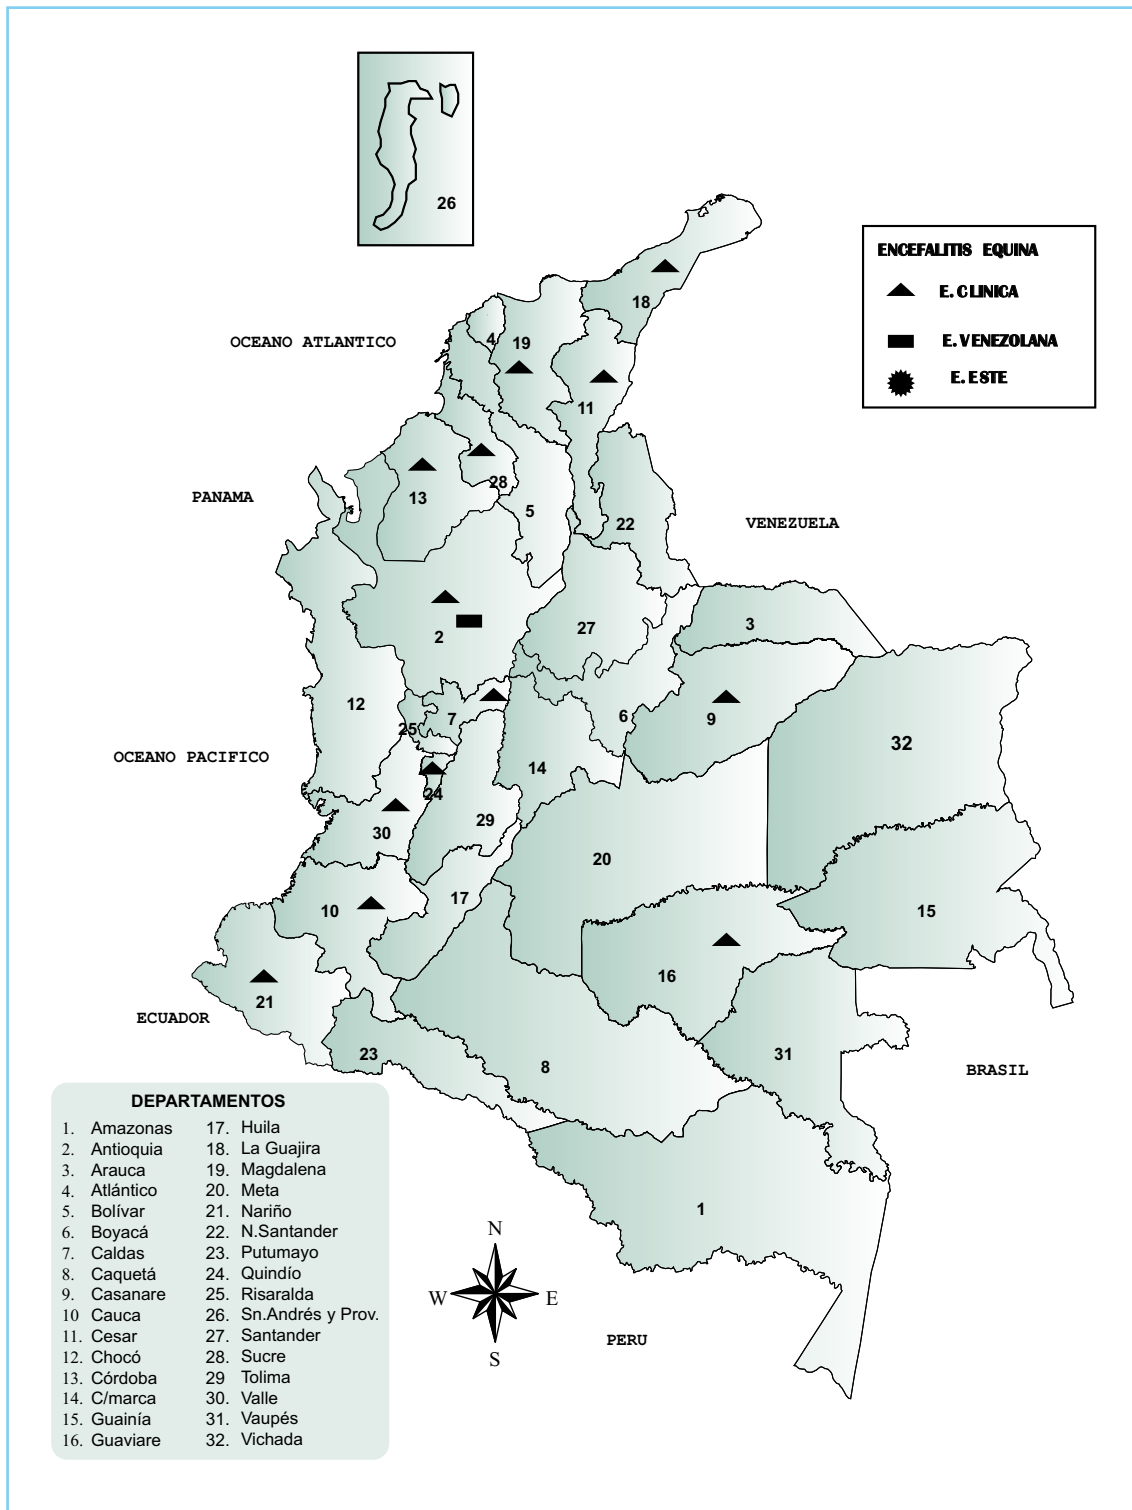 26
ENCEFALITIS EQUINA
E. CLINICA
E. VENEZOLANA
E. ESTE
18
OCEANO ATLANTICO
4
19
11
PANAMA
13
28
5
22
VENEZUELA
2
27
3
12
25
7
6
9
32
OCEANO PACIFICO
14
24
30
29
20
10
17
15
16
21
ECUADOR
23
8
31
BRASIL
1
DEPARTAMENTOS
1. Amazonas
2. Antioquia
3. Arauca
4. Atlántico
5. Bolívar
6. Boyacá
7. Caldas
8. Caquetá
9. Casanare
10 Cauca
11. Cesar
12. Chocó
13. Córdoba
14. C/marca
15. Guainía
16. Guaviare
17. Huila
18. La Guajira
19. Magdalena
20. Meta
21. Nariño
22. N.Santander
23. Putumayo
24. Quindío
25. Risaralda
26. Sn.Andrés y Prov.
27. Santander
28. Sucre
29 Tolima
30. Valle
31. Vaupés
32. Vichada
N
W E
S
PERU